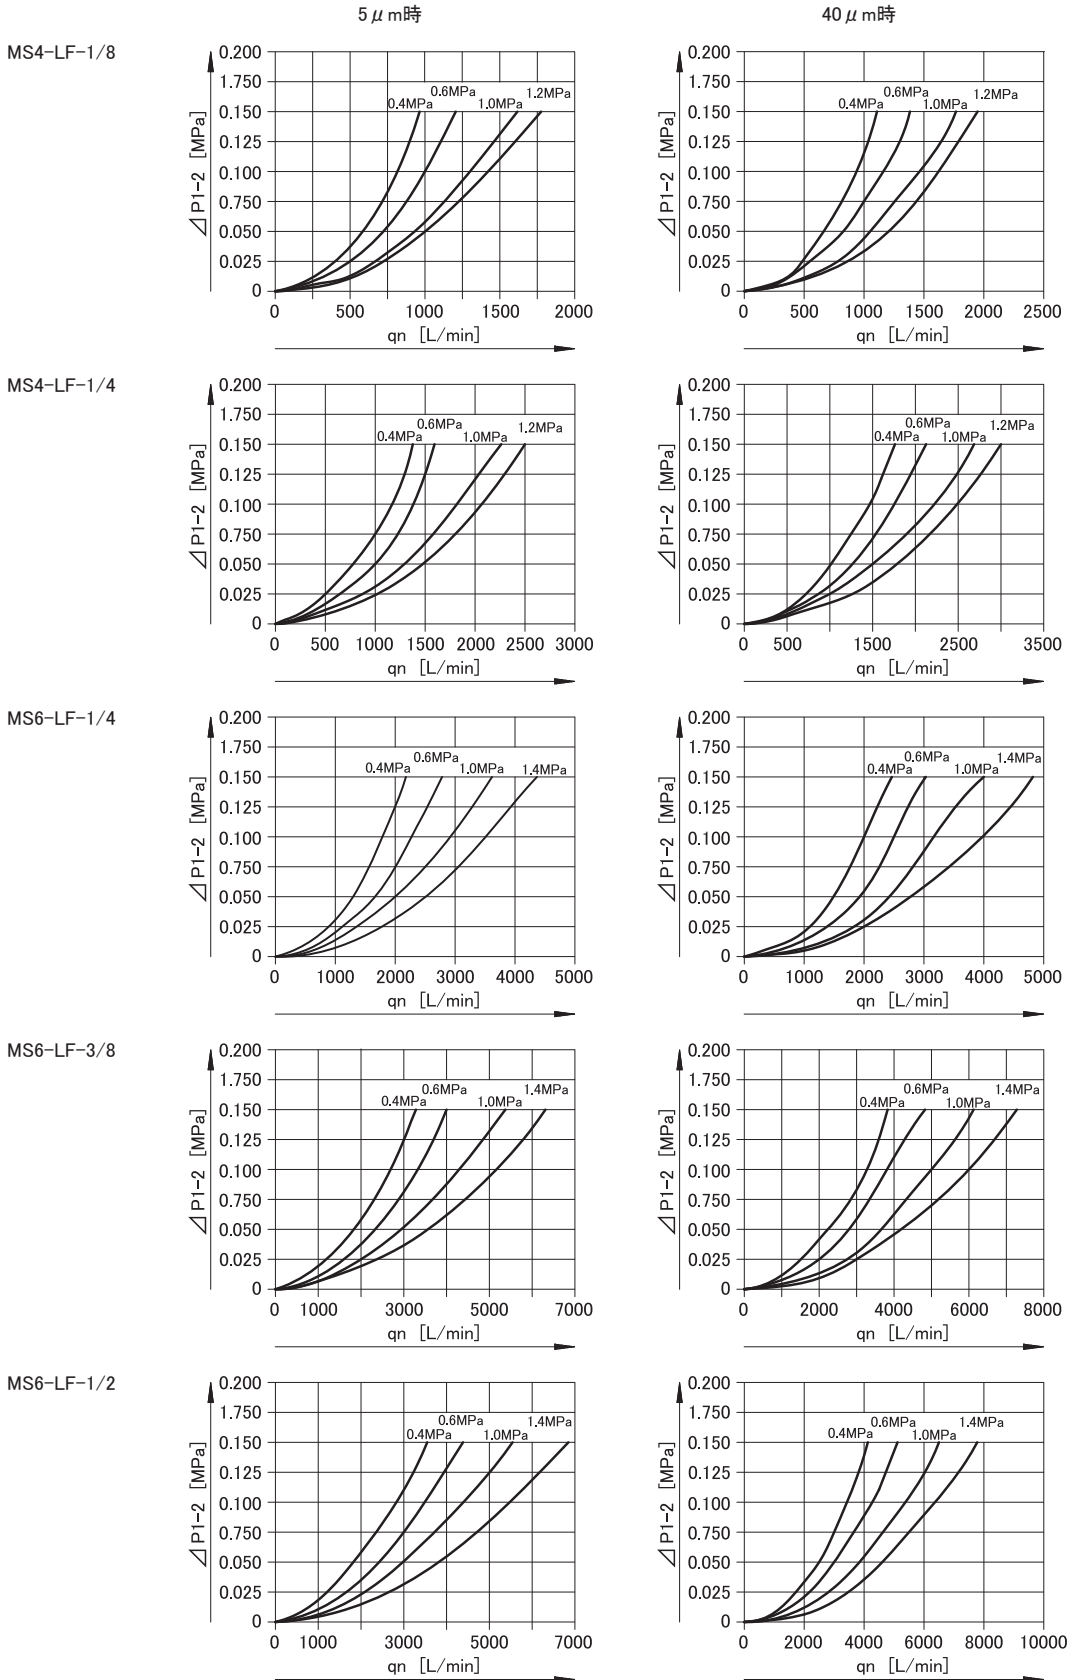 5μm時
40μm時
MS4-LF-1/8
0.200
1.750
0.150
0.125
0.100
0.750
0.050
0.025
0
⊿P1-2 [MPa]
0.4MPa
0.6MPa
1.0MPa
1.2MPa
0 500 1000 1500 2000
qn [L/min]
0.200
1.750
0.150
0.125
0.100
0.750
0.050
0.025
0
⊿P1-2 [MPa]
0.4MPa
0.6MPa
1.0MPa
1.2MPa
0 500 1000 1500 2000 2500
qn [L/min]
MS4-LF-1/4
0.200
1.750
0.150
0.125
0.100
0.750
0.050
0.025
0
⊿P1-2 [MPa]
0.4MPa
0.6MPa
1.0MPa
1.2MPa
0 500 1000 1500 2000 2500 3000
qn [L/min]
0.200
1.750
0.150
0.125
0.100
0.750
0.050
0.025
0
⊿P1-2 [MPa]
0.4MPa
0.6MPa
1.0MPa
1.2MPa
0 500 1500 2500 3500
qn [L/min]
MS6-LF-1/4
0.200
1.750
0.150
0.125
0.100
0.750
0.050
0.025
0
⊿P1-2 [MPa]
0.4MPa
0.6MPa
1.0MPa
1.4MPa
0 1000 2000 3000 4000 5000
qn [L/min]
0.200
1.750
0.150
0.125
0.100
0.750
0.050
0.025
0
⊿P1-2 [MPa]
0.4MPa
0.6MPa
1.0MPa
1.4MPa
0 1000 2000 3000 4000 5000
qn [L/min]
MS6-LF-3/8
0.200
1.750
0.150
0.125
0.100
0.750
0.050
0.025
0
⊿P1-2 [MPa]
0.4MPa
0.6MPa
1.0MPa
1.4MPa
0 1000 3000 5000 7000
qn [L/min]
0.200
1.750
0.150
0.125
0.100
0.750
0.050
0.025
0
⊿P1-2 [MPa]
0.4MPa
0.6MPa
1.0MPa
1.4MPa
0 2000 4000 6000 8000
qn [L/min]
MS6-LF-1/2
0.200
1.750
0.150
0.125
0.100
0.750
0.050
0.025
0
⊿P1-2 [MPa]
0.4MPa
0.6MPa
1.0MPa
1.4MPa
0 1000 3000 5000 7000
qn [L/min]
0.200
1.750
0.150
0.125
0.100
0.750
0.050
0.025
0
⊿P1-2 [MPa]
0.4MPa
0.6MPa
1.0MPa
1.4MPa
0 2000 4000 6000 8000 10000
qn [L/min]